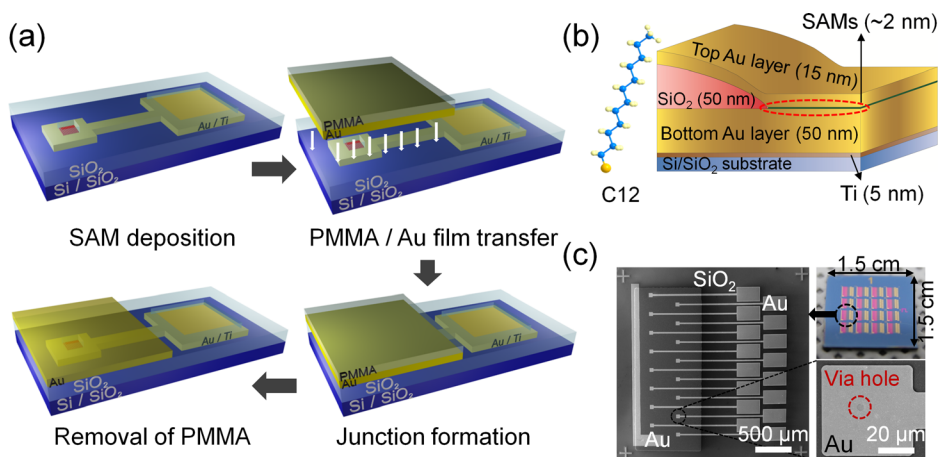 (a)
Au / Ti
SiO₂
Si / SiO₂
SAM deposition
PMMA
Au
Au / Ti
SiO₂
Si / SiO₂
PMMA / Au film transfer
Au
Au / Ti
SiO₂
Si / SiO₂
Removal of PMMA
PMMA
Au
Au / Ti
SiO₂
Si / SiO₂
Junction formation
(b)
SAMs (~2 nm)
Top Au layer (15 nm)
SiO₂ (50 nm)
Bottom Au layer (50 nm)
Si/SiO₂ substrate
C12
Ti (5 nm)
(c)
SiO₂
Au
Au
500 μm
1.5 cm
1.5 cm
Via hole
Au
20 μm